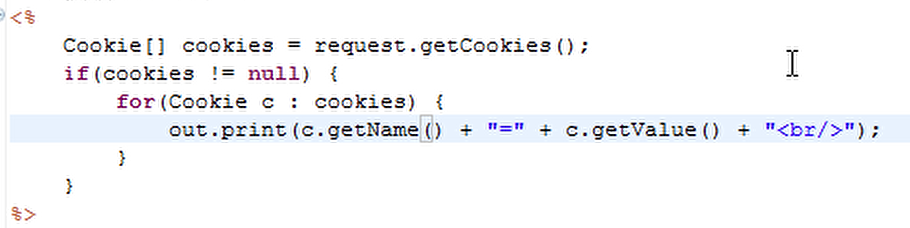 <%
    Cookie[] cookies = request.getCookies();
    if(cookies != null) {
        for(Cookie c : cookies) {
            out.print(c.getName() + "=" + c.getValue() + "<br/>");
        }
    }
%>